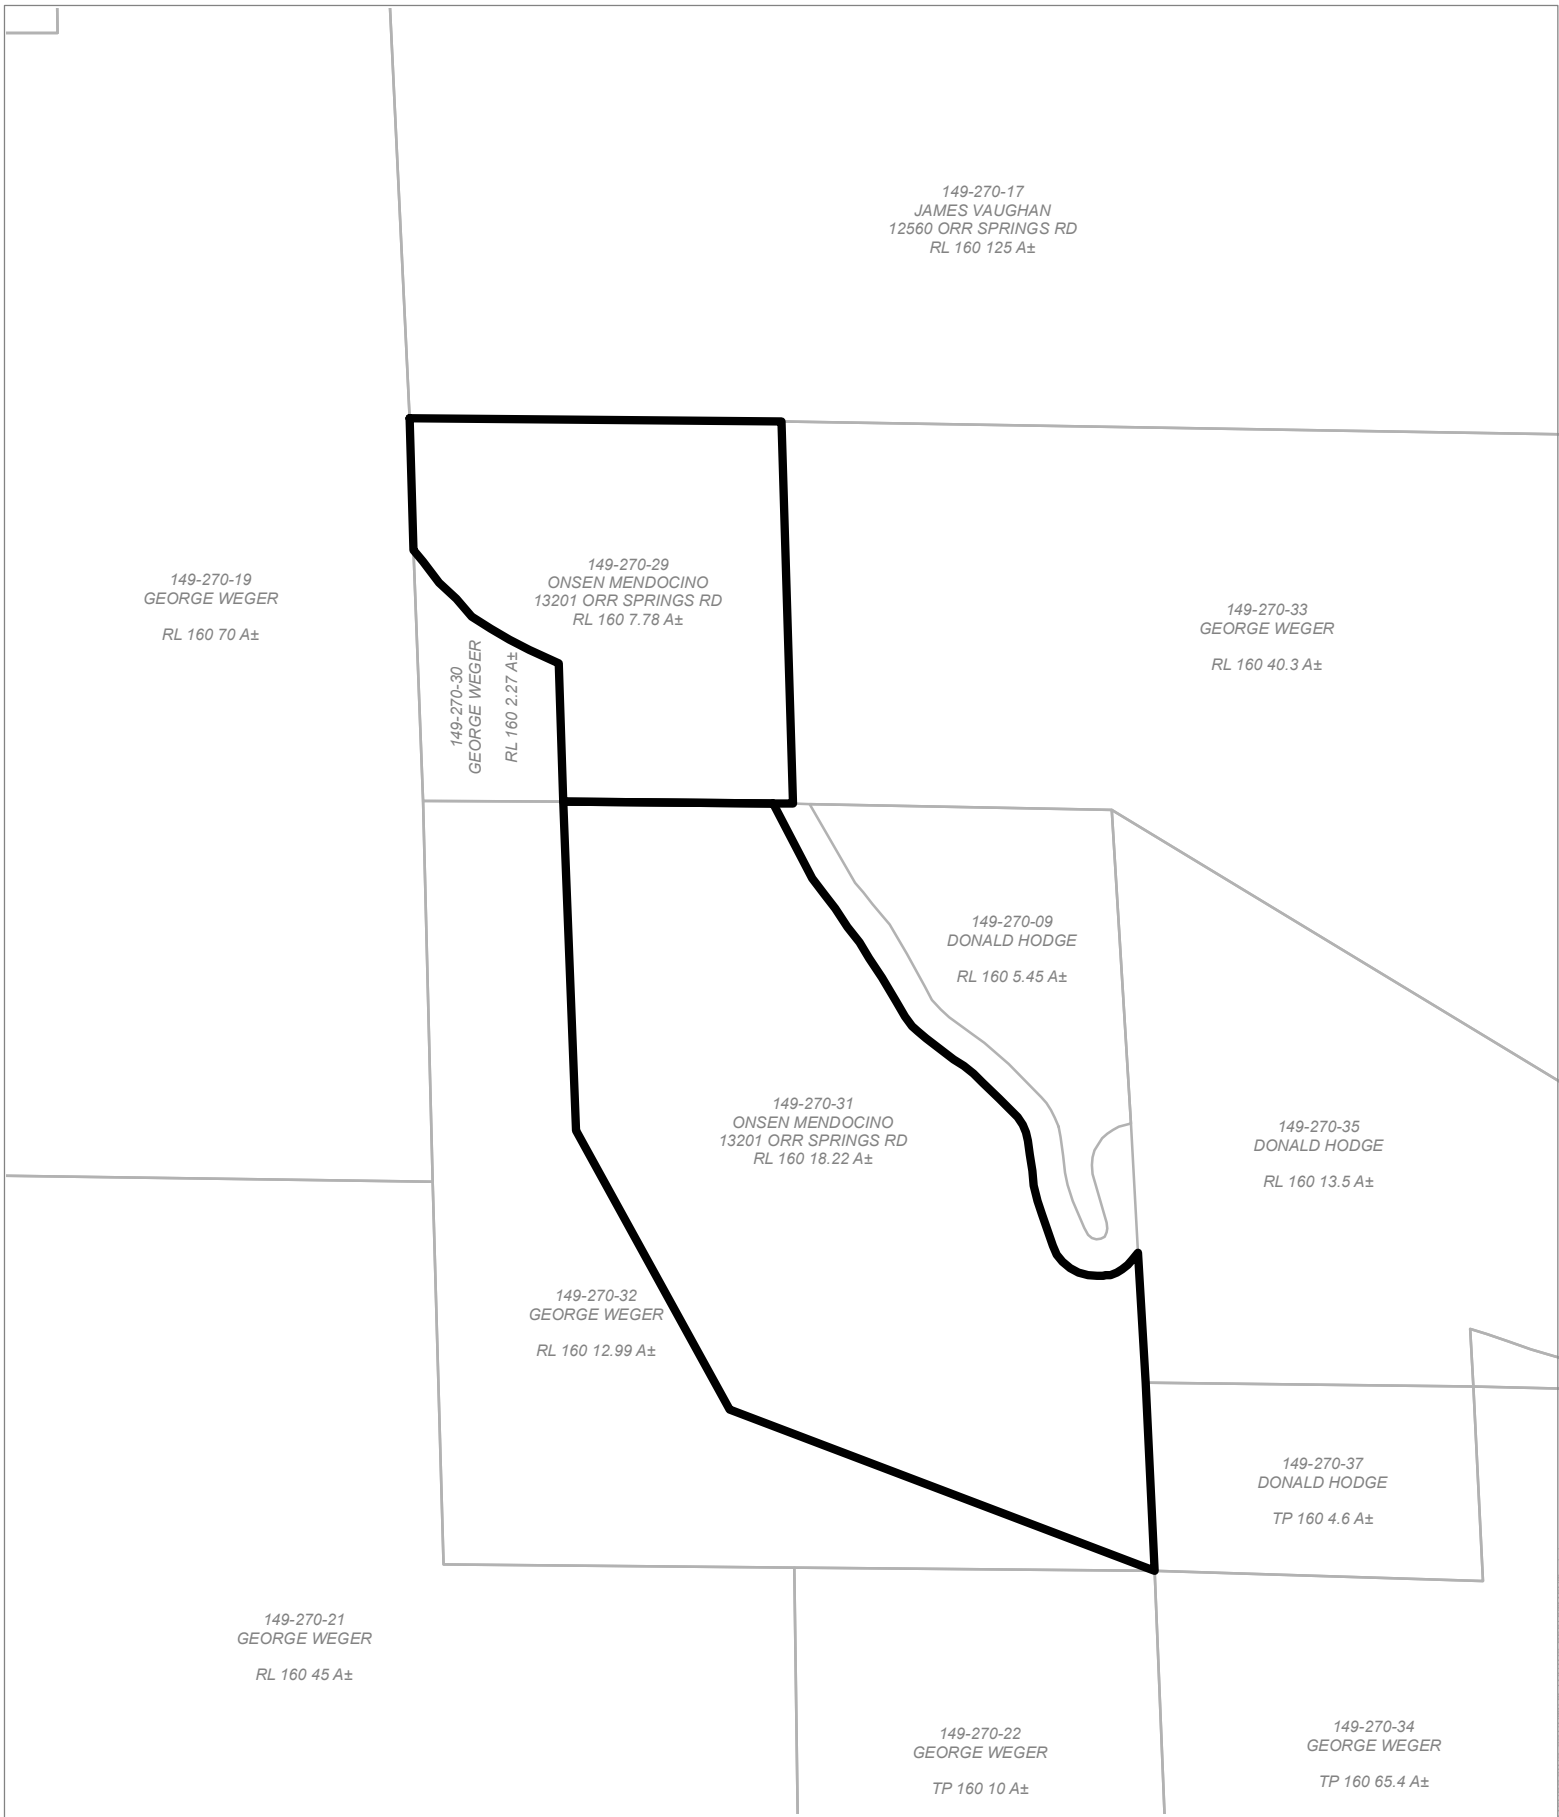 149-270-17
JAMES VAUGHAN
12560 ORR SPRINGS RD
RL 160 125 A±
149-270-29
ONSEN MENDOCINO
13201 ORR SPRINGS RD
RL 160 7.78 A±
149-270-19
GEORGE WEGER
RL 160 70 A±
149-270-33
GEORGE WEGER
RL 160 40.3 A±
149-270-30
GEORGE WEGER
RL 160 2.27 A±
149-270-09
DONALD HODGE
RL 160 5.45 A±
149-270-31
ONSEN MENDOCINO
13201 ORR SPRINGS RD
RL 160 18.22 A±
149-270-35
DONALD HODGE
RL 160 13.5 A±
149-270-32
GEORGE WEGER
RL 160 12.99 A±
149-270-37
DONALD HODGE
TP 160 4.6 A±
149-270-21
GEORGE WEGER
RL 160 45 A±
149-270-22
GEORGE WEGER
TP 160 10 A±
149-270-34
GEORGE WEGER
TP 160 65.4 A±